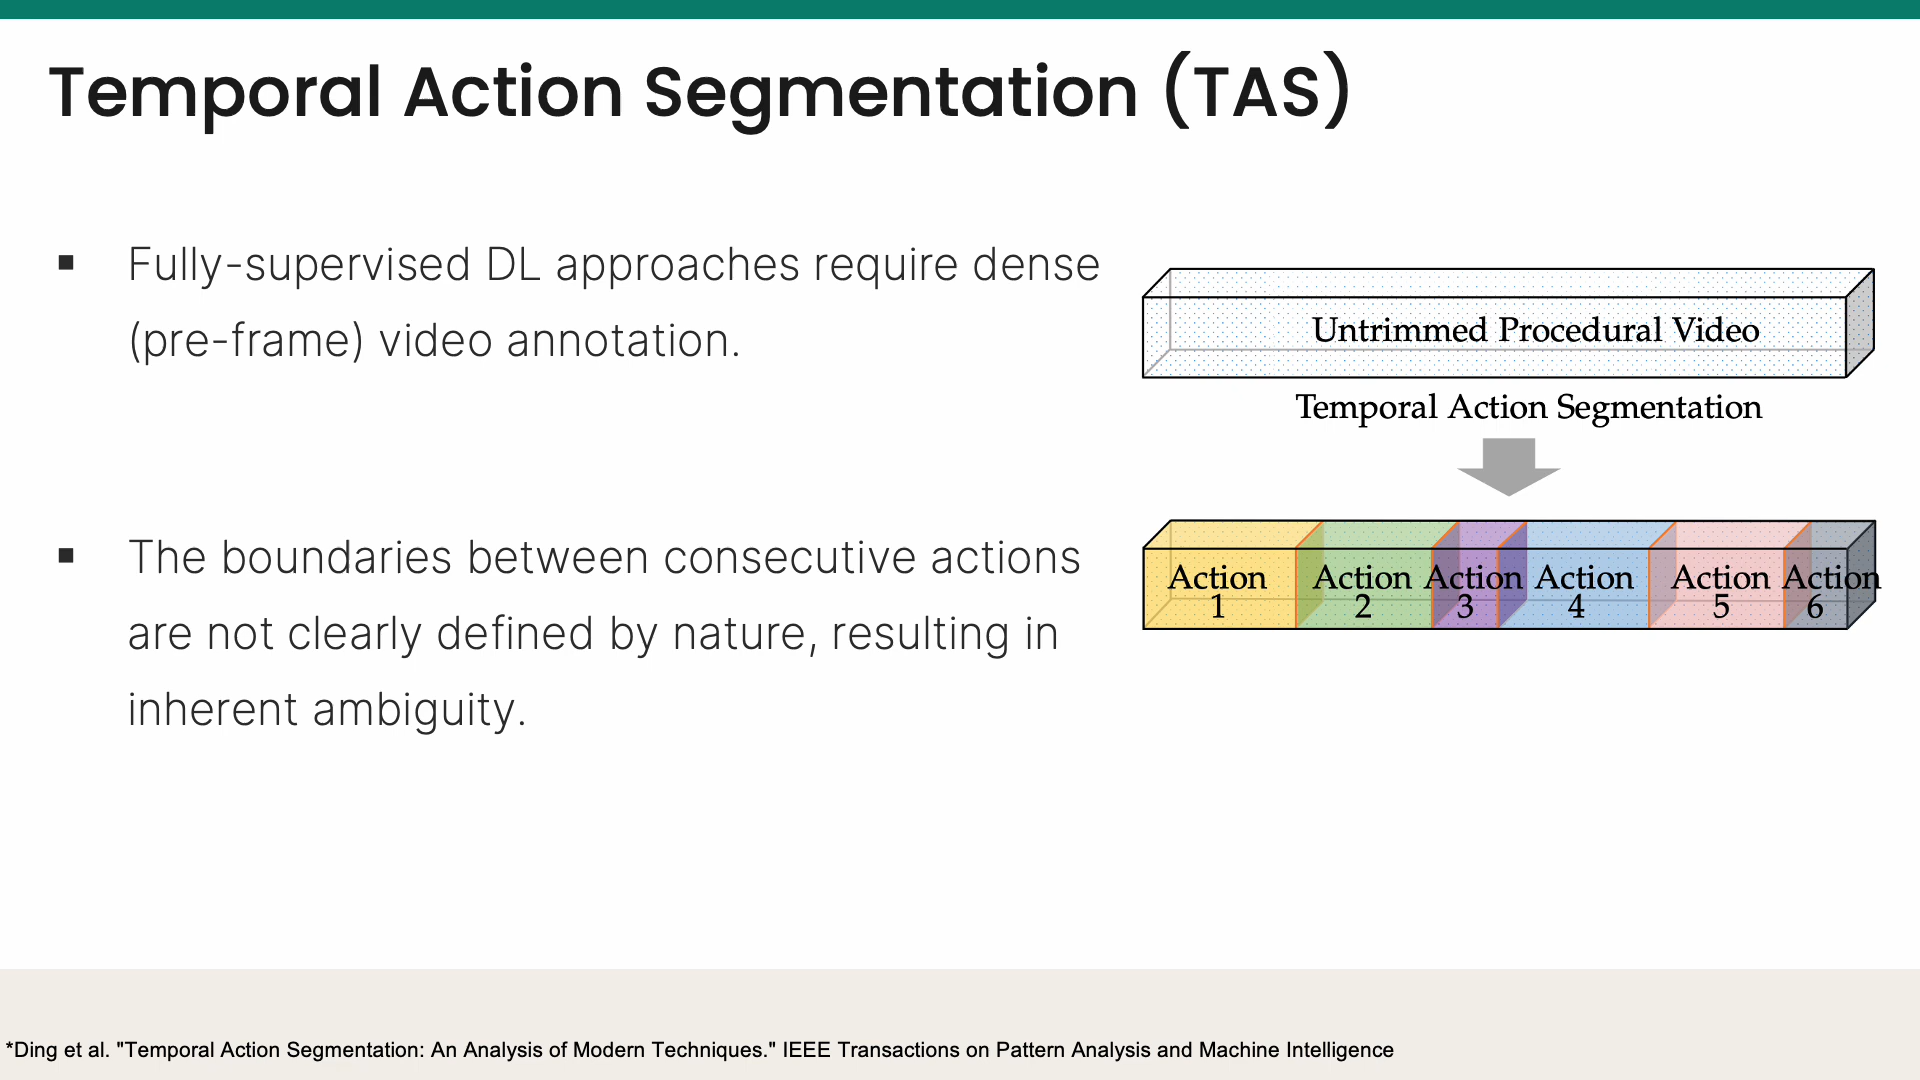 Temporal Action Segmentation (TAS)
▪ Fully-supervised DL approaches require dense
(pre-frame) video annotation.
▪ The boundaries between consecutive actions
are not clearly defined by nature, resulting in
inherent ambiguity.
Untrimmed Procedural Video
Temporal Action Segmentation
Action Action Action Action Action Action
1 2 3 4 5 6
*Ding et al. "Temporal Action Segmentation: An Analysis of Modern Techniques." IEEE Transactions on Pattern Analysis and Machine Intelligence